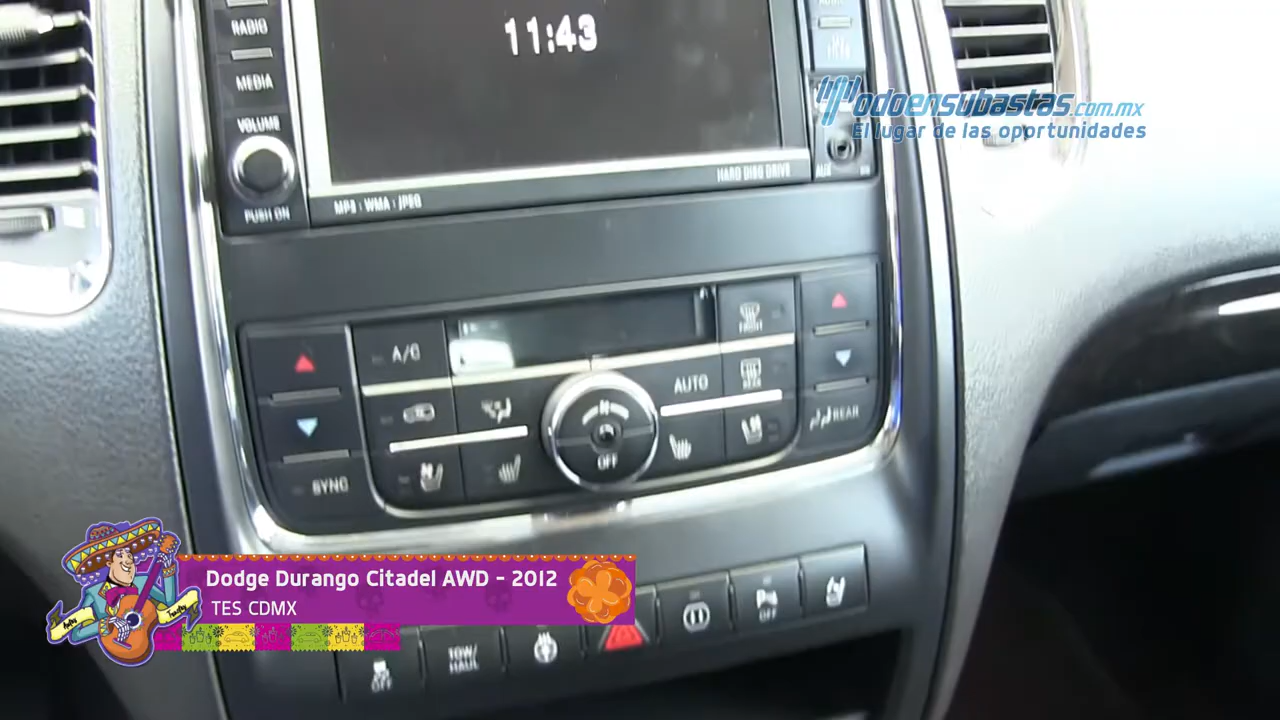 RADIO
11:43
MEDIA
Todoensubastas.com.mx
El lugar de las oportunidades
VOLUME
HARD DISC DRIVE
AUX
MP3 · WMA · JPEG
PUSH ON
A/C
FRONT
AUTO
REAR
REAR
OFF
SYNC
Dodge Durango Citadel AWD - 2012
TES CDMX
OFF
TOW/
HAUL
OFF